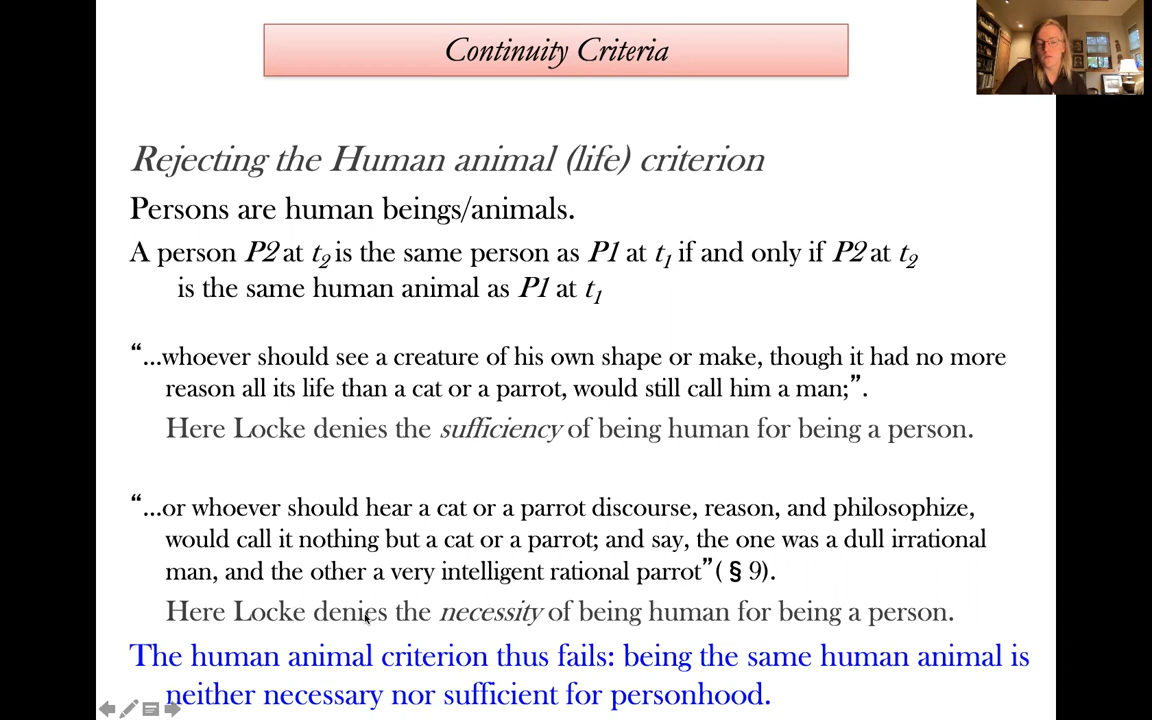 Continuity Criteria
Rejecting the Human animal (life) criterion
Persons are human beings/animals.
A person P2 at t2 is the same person as P1 at t1 if and only if P2 at t2
is the same human animal as P1 at t1
“...whoever should see a creature of his own shape or make, though it had no more
reason all its life than a cat or a parrot, would still call him a man;”.
Here Locke denies the sufficiency of being human for being a person.
“...or whoever should hear a cat or a parrot discourse, reason, and philosophize,
would call it nothing but a cat or a parrot; and say, the one was a dull irrational
man, and the other a very intelligent rational parrot”( § 9).
Here Locke denies the necessity of being human for being a person.
The human animal criterion thus fails: being the same human animal is
neither necessary nor sufficient for personhood.